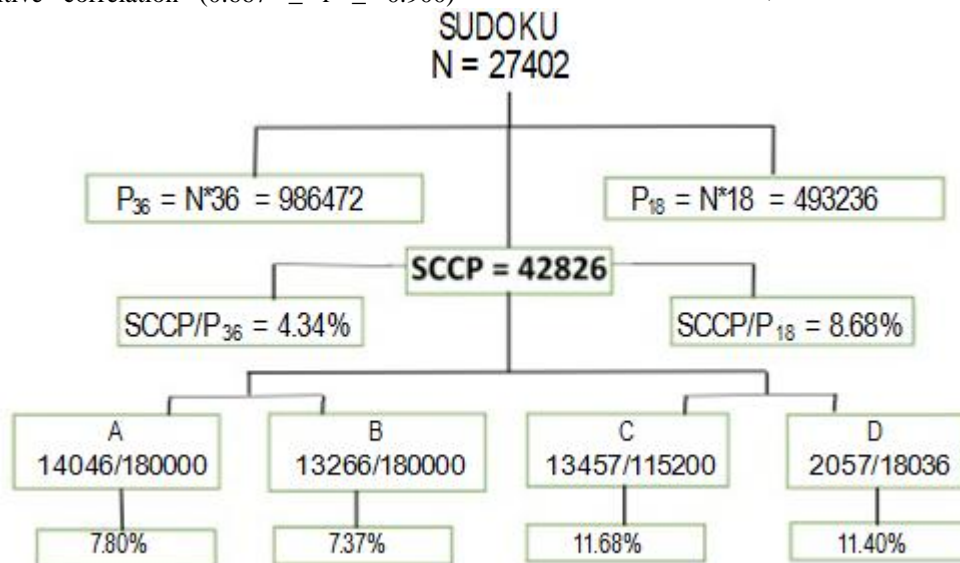 correlation
SUDOKU
N = 27402
P₃₆ = N*36 = 986472
P₁₈ = N*18 = 493236
SCCP = 42826
SCCP/P₃₆ = 4.34%
SCCP/P₁₈ = 8.68%
A
14046/180000
B
13266/180000
C
13457/115200
D
2057/18036
7.80%
7.37%
11.68%
11.40%